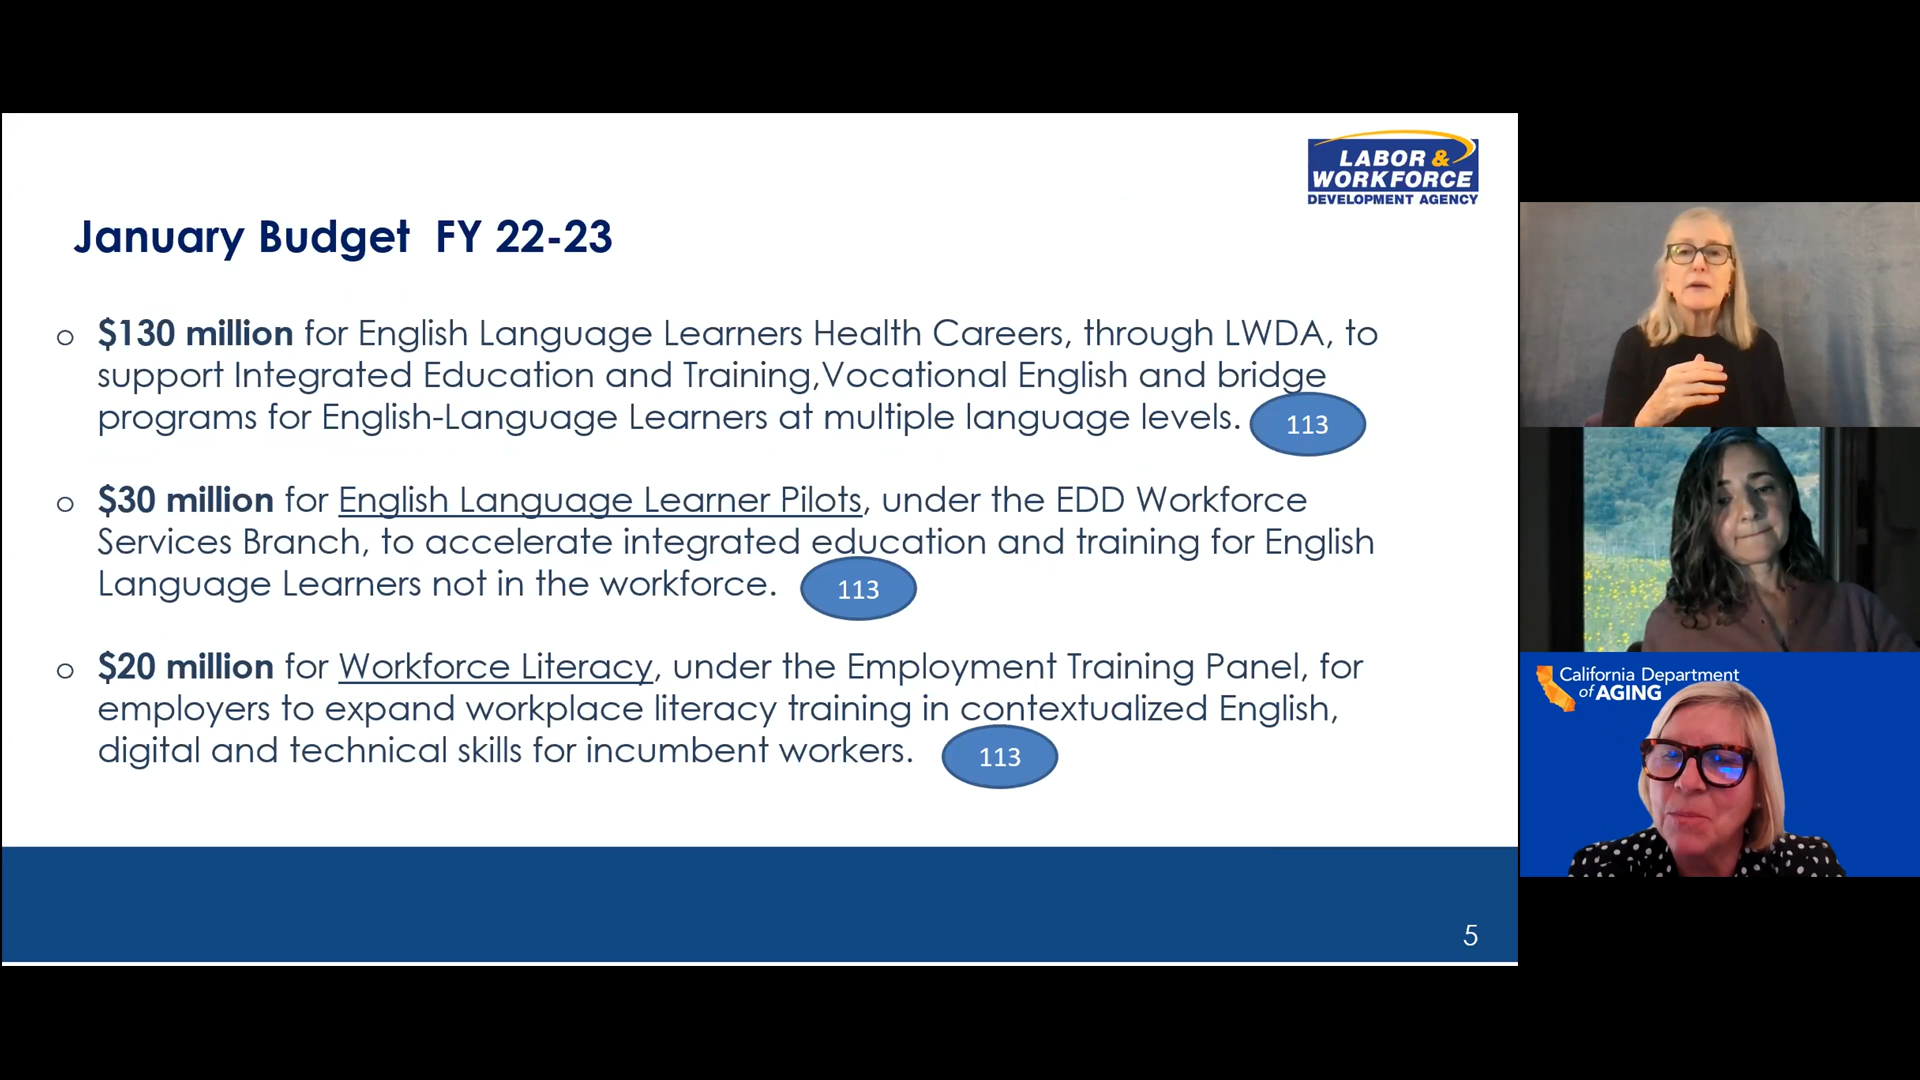 LABOR &
WORKFORCE
DEVELOPMENT AGENCY
January Budget FY 22-23
o $130 million for English Language Learners Health Careers, through LWDA, to
support Integrated Education and Training,Vocational English and bridge
programs for English-Language Learners at multiple language levels. 113
o $30 million for English Language Learner Pilots, under the EDD Workforce
Services Branch, to accelerate integrated education and training for English
Language Learners not in the workforce. 113
o $20 million for Workforce Literacy, under the Employment Training Panel, for
employers to expand workplace literacy training in contextualized English,
digital and technical skills for incumbent workers. 113
5
California Department
of AGING